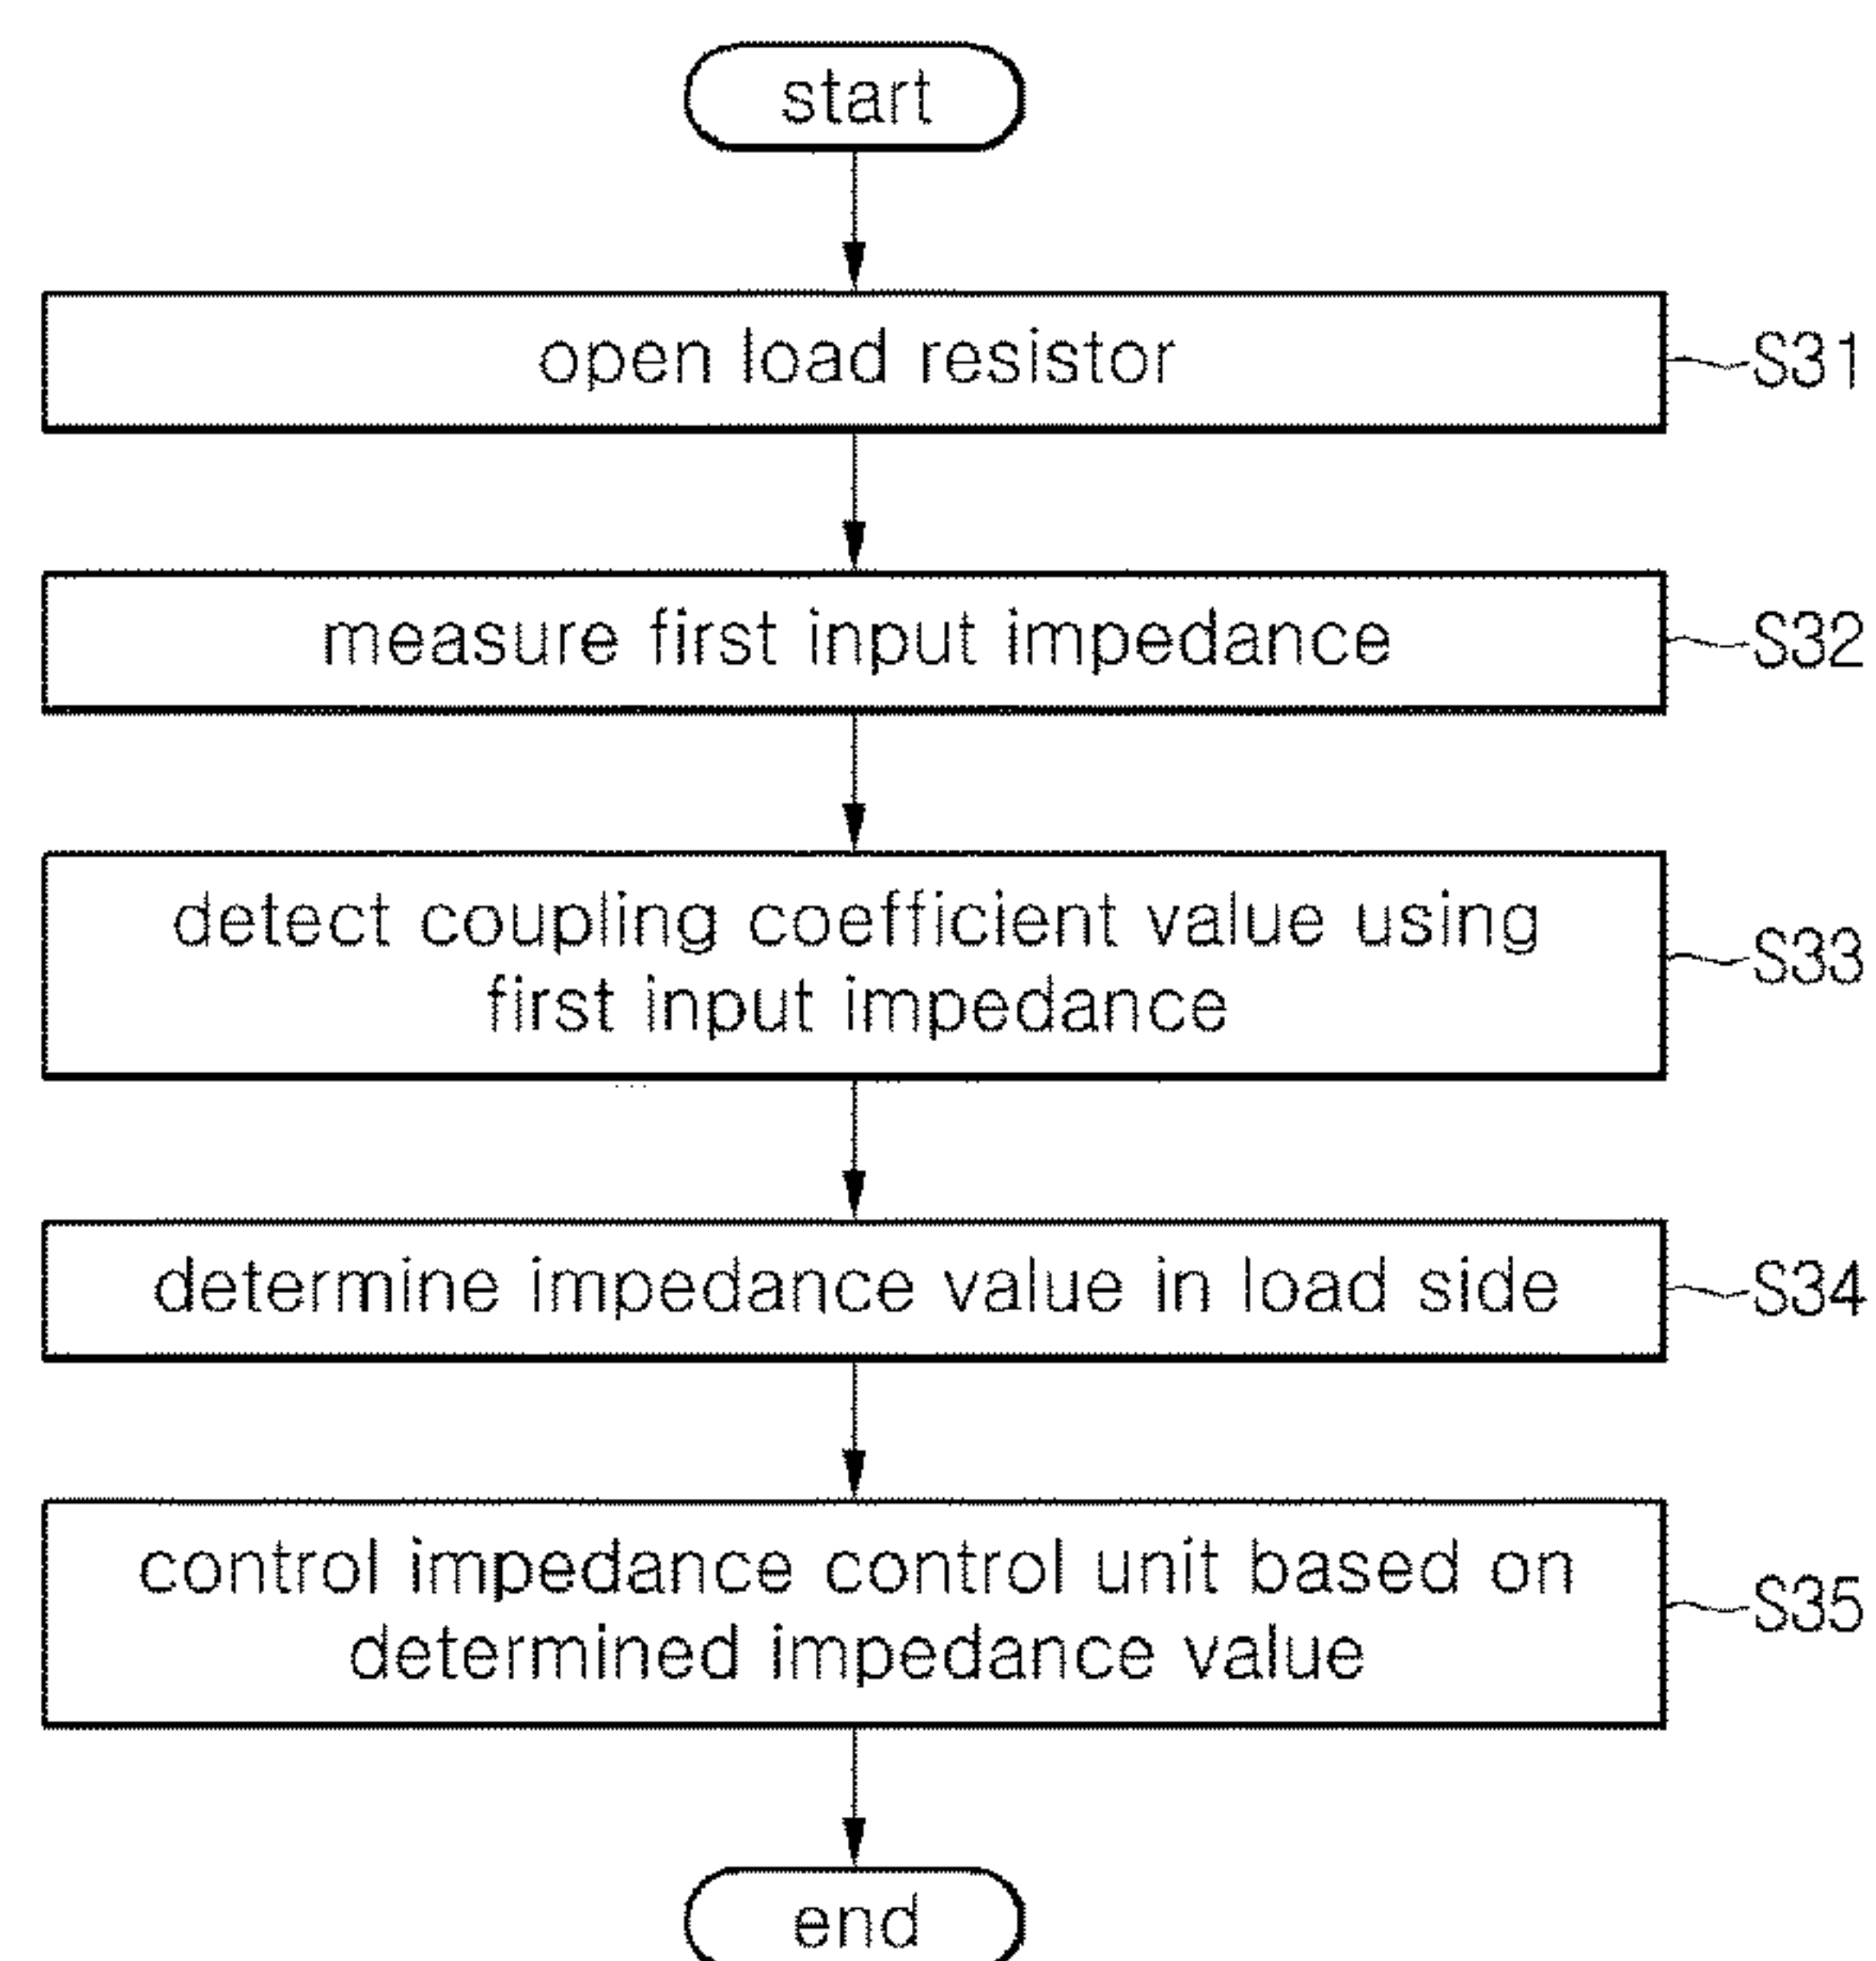 start
open load resistor
S31
measure first input impedance
S32
detect coupling coefficient value using
first input impedance
S33
determine impedance value in load side
S34
control impedance control unit based on
determined impedance value
S35
end